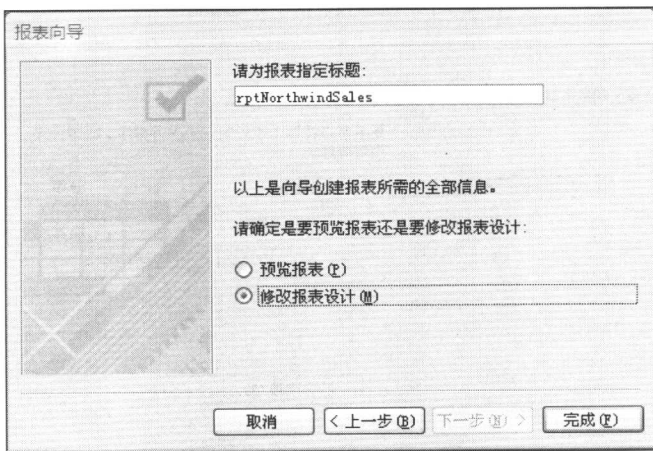 报表向导
请为报表指定标题:
rptNorthwindSales
以上是向导创建报表所需的全部信息。
请确定是要预览报表还是要修改报表设计:
预览报表(P)
修改报表设计(M)
取消
< 上一步(B)
下一步(N) >
完成(F)